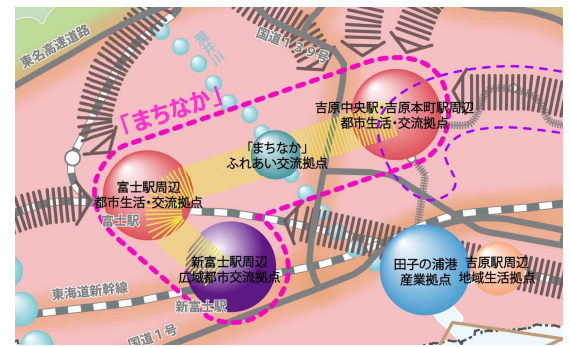 東名高速道路
潤井川
国道139号
「まちなか」
吉原中央駅・吉原本町駅周辺
都市生活・交流拠点
「まちなか」
ふれあい交流拠点
富士駅周辺
都市生活・交流拠点
富士駅
新富士駅周辺
広域都市交流拠点
田子の浦港
産業拠点
吉原駅周辺
地域生活拠点
東海道新幹線
新富士駅
国道1号